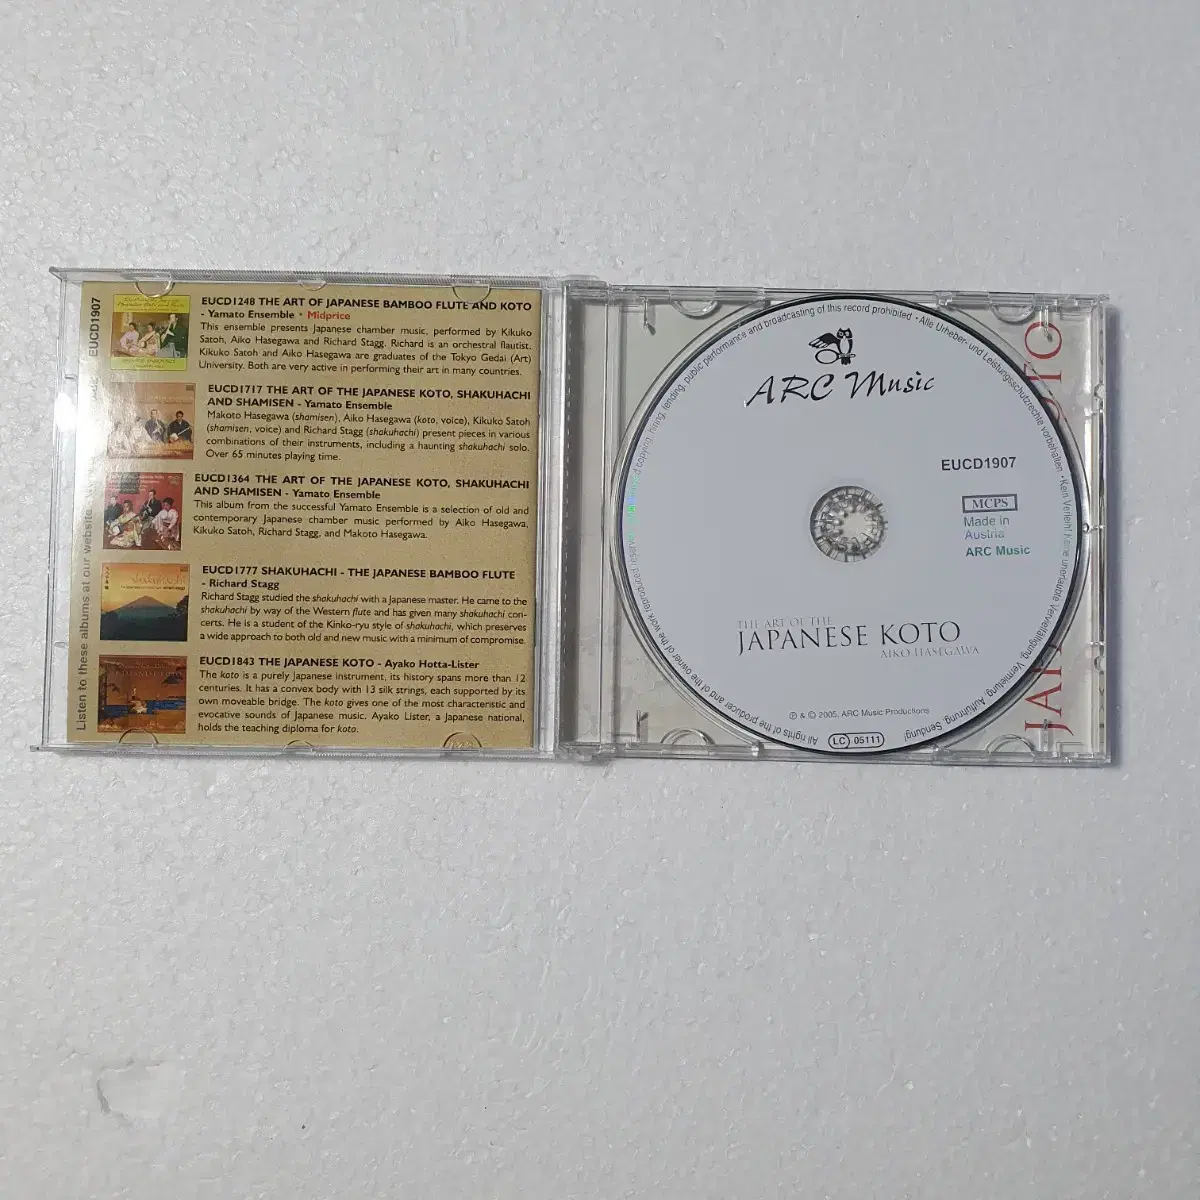 EUCD1907
Listen to these albums at our website
EUCD1248 THE ART OF JAPANESE BAMBOO FLUTE AND KOTO
- Yamato Ensemble • Midprice
This ensemble presents Japanese chamber music, performed by Kikuko
Satoh, Aiko Hasegawa and Richard Stagg. Richard is an orchestral flautist.
Kikuko Satoh and Aiko Hasegawa are graduates of the Tokyo Gedai (Art)
University. Both are very active in performing their art in many countries.
EUCD1717 THE ART OF THE JAPANESE KOTO, SHAKUHACHI
AND SHAMISEN - Yamato Ensemble
Makoto Hasegawa (shamisen), Aiko Hasegawa (koto, voice), Kikuko Satoh
(shamisen, voice) and Richard Stagg (shakuhachi) present pieces in various
combinations of their instruments, including a haunting shakuhachi solo.
Over 65 minutes playing time.
EUCD1364 THE ART OF THE JAPANESE KOTO, SHAKUHACHI
AND SHAMISEN - Yamato Ensemble
This album from the successful Yamato Ensemble is a selection of old and
contemporary Japanese chamber music performed by Aiko Hasegawa,
Kikuko Satoh, Richard Stagg, and Makoto Hasegawa.
shakuhachi
EUCD1777 SHAKUHACHI - THE JAPANESE BAMBOO FLUTE
- Richard Stagg
Richard Stagg studied the shakuhachi with a Japanese master. He came to the
shakuhachi by way of the Western flute and has given many shakuhachi con-
certs. He is a student of the Kinko-ryu style of shakuhachi, which preserves
a wide approach to both old and new music with a minimum of compromise.
JAPANESE KOTO
EUCD1843 THE JAPANESE KOTO - Ayako Hotta-Lister
The koto is a purely Japanese instrument, its history spans more than 12
centuries. It has a convex body with 13 silk strings, each supported by its
own moveable bridge. The koto gives one of the most characteristic and
evocative sounds of Japanese music. Ayako Lister, a Japanese national,
holds the teaching diploma for koto.
ARC Music
EUCD1907
MCPS
Made in
Austria
ARC Music
THE ART OF THE
JAPANESE KOTO
AIKO HASEGAWA
℗ & © 2005, ARC Music Productions
LC 05111
All rights of the producer and of the owner of the work reproduced reserved copying, hiring, lending, public performance and broadcasting of this record prohibited • Alle Urheber- und Leistungsschutzrechte vorbehalten • Kein Verleih! Keine unerlaubte Vervielfältigung, Vermietung, Aufführung, Sendung!